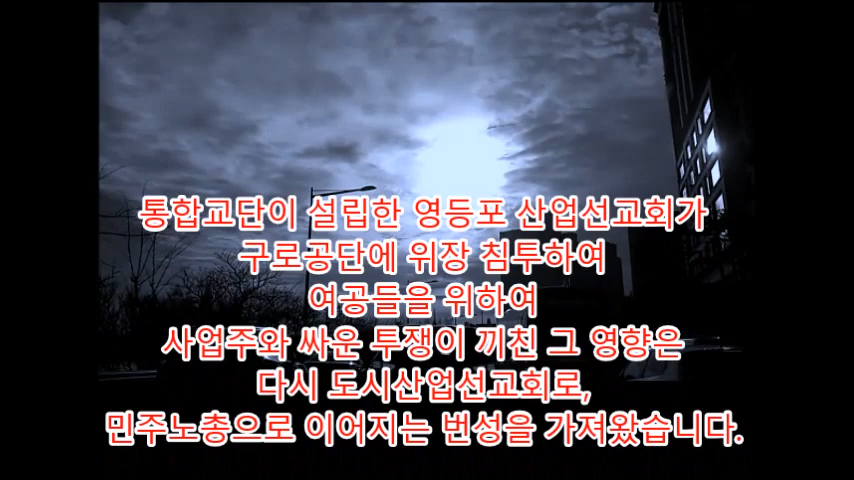 통합교단이 설립한 영등포 산업선교회가
구로공단에 위장 침투하여
여공들을 위하여
사업주와 싸운 투쟁이 끼친 그 영향은
다시 도시산업선교회로,
민주노총으로 이어지는 번성을 가져왔습니다.